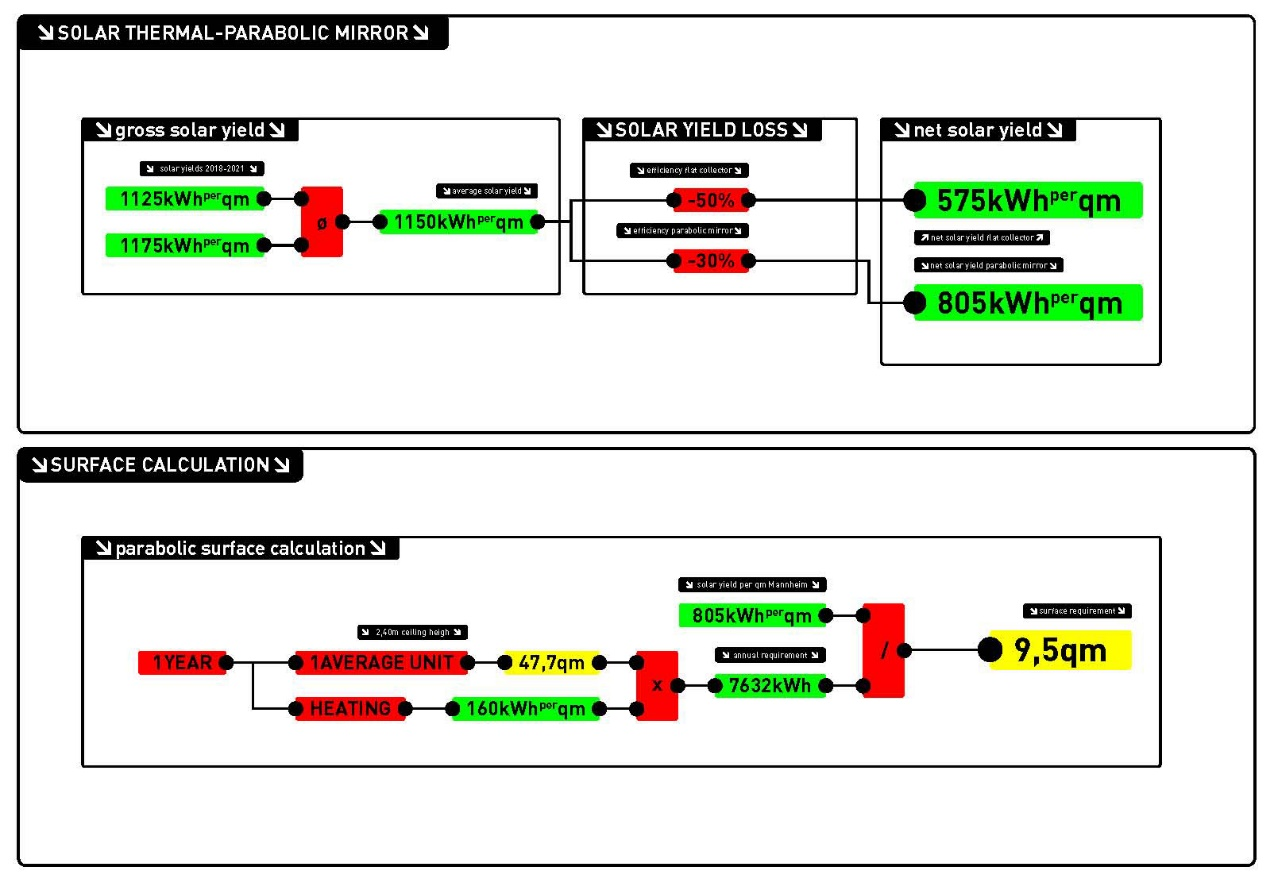 ↘SOLAR THERMAL-PARABOLIC MIRROR↘
↘gross solar yield↘
↘ solar yields 2018-2021 ↘
1125kWhperqm
1175kWhperqm
ø
↘average solar yield↘
1150kWhperqm
↘SOLAR YIELD LOSS↘
↘efficiency flat collector↘
-50%
↘efficiency parabolic mirror↘
-30%
↘net solar yield↘
575kWhperqm
↗net solar yield flat collector↗
↘net solar yield parabolic mirror↘
805kWhperqm
↘SURFACE CALCULATION↘
↘parabolic surface calculation↘
1YEAR
↘ 2,40m ceiling heigh ↘
1AVERAGE UNIT
47,7qm
HEATING
160kWhperqm
x
↘ solar yield per qm Mannheim ↘
805kWhperqm
↘ annual requirement ↘
7632kWh
/
↘surface requirement↘
9,5qm